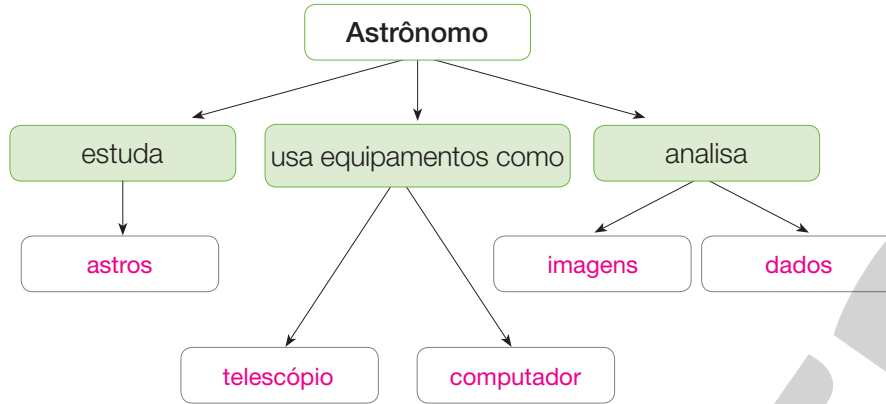 Astrônomo
estuda
usa equipamentos como
analisa
astros
imagens
dados
telescópio
computador